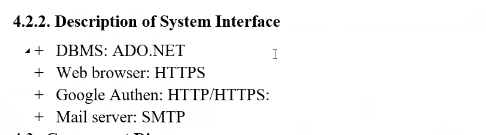 4.2.2. Description of System Interface
+ DBMS: ADO.NET
+ Web browser: HTTPS
+ Google Authen: HTTP/HTTPS:
+ Mail server: SMTP